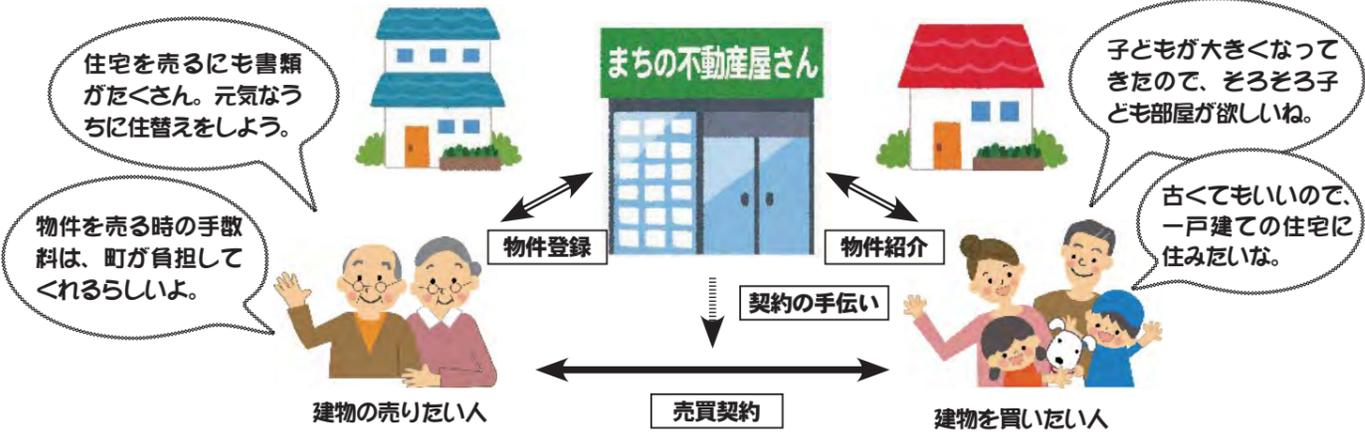 住宅を売るにも書類
がたくさん。元気なう
ちに住替えをしよう。
物件を売る時の手数
料は、町が負担して
くれるらしいよ。
まちの不動産屋さん
子どもが大きくなって
きたので、そろそろ子
ども部屋が欲しいね。
古くてもいいので、
一戸建ての住宅に
住みたいな。
物件登録
物件紹介
契約の手伝い
売買契約
建物の売りたい人
建物を買いたい人